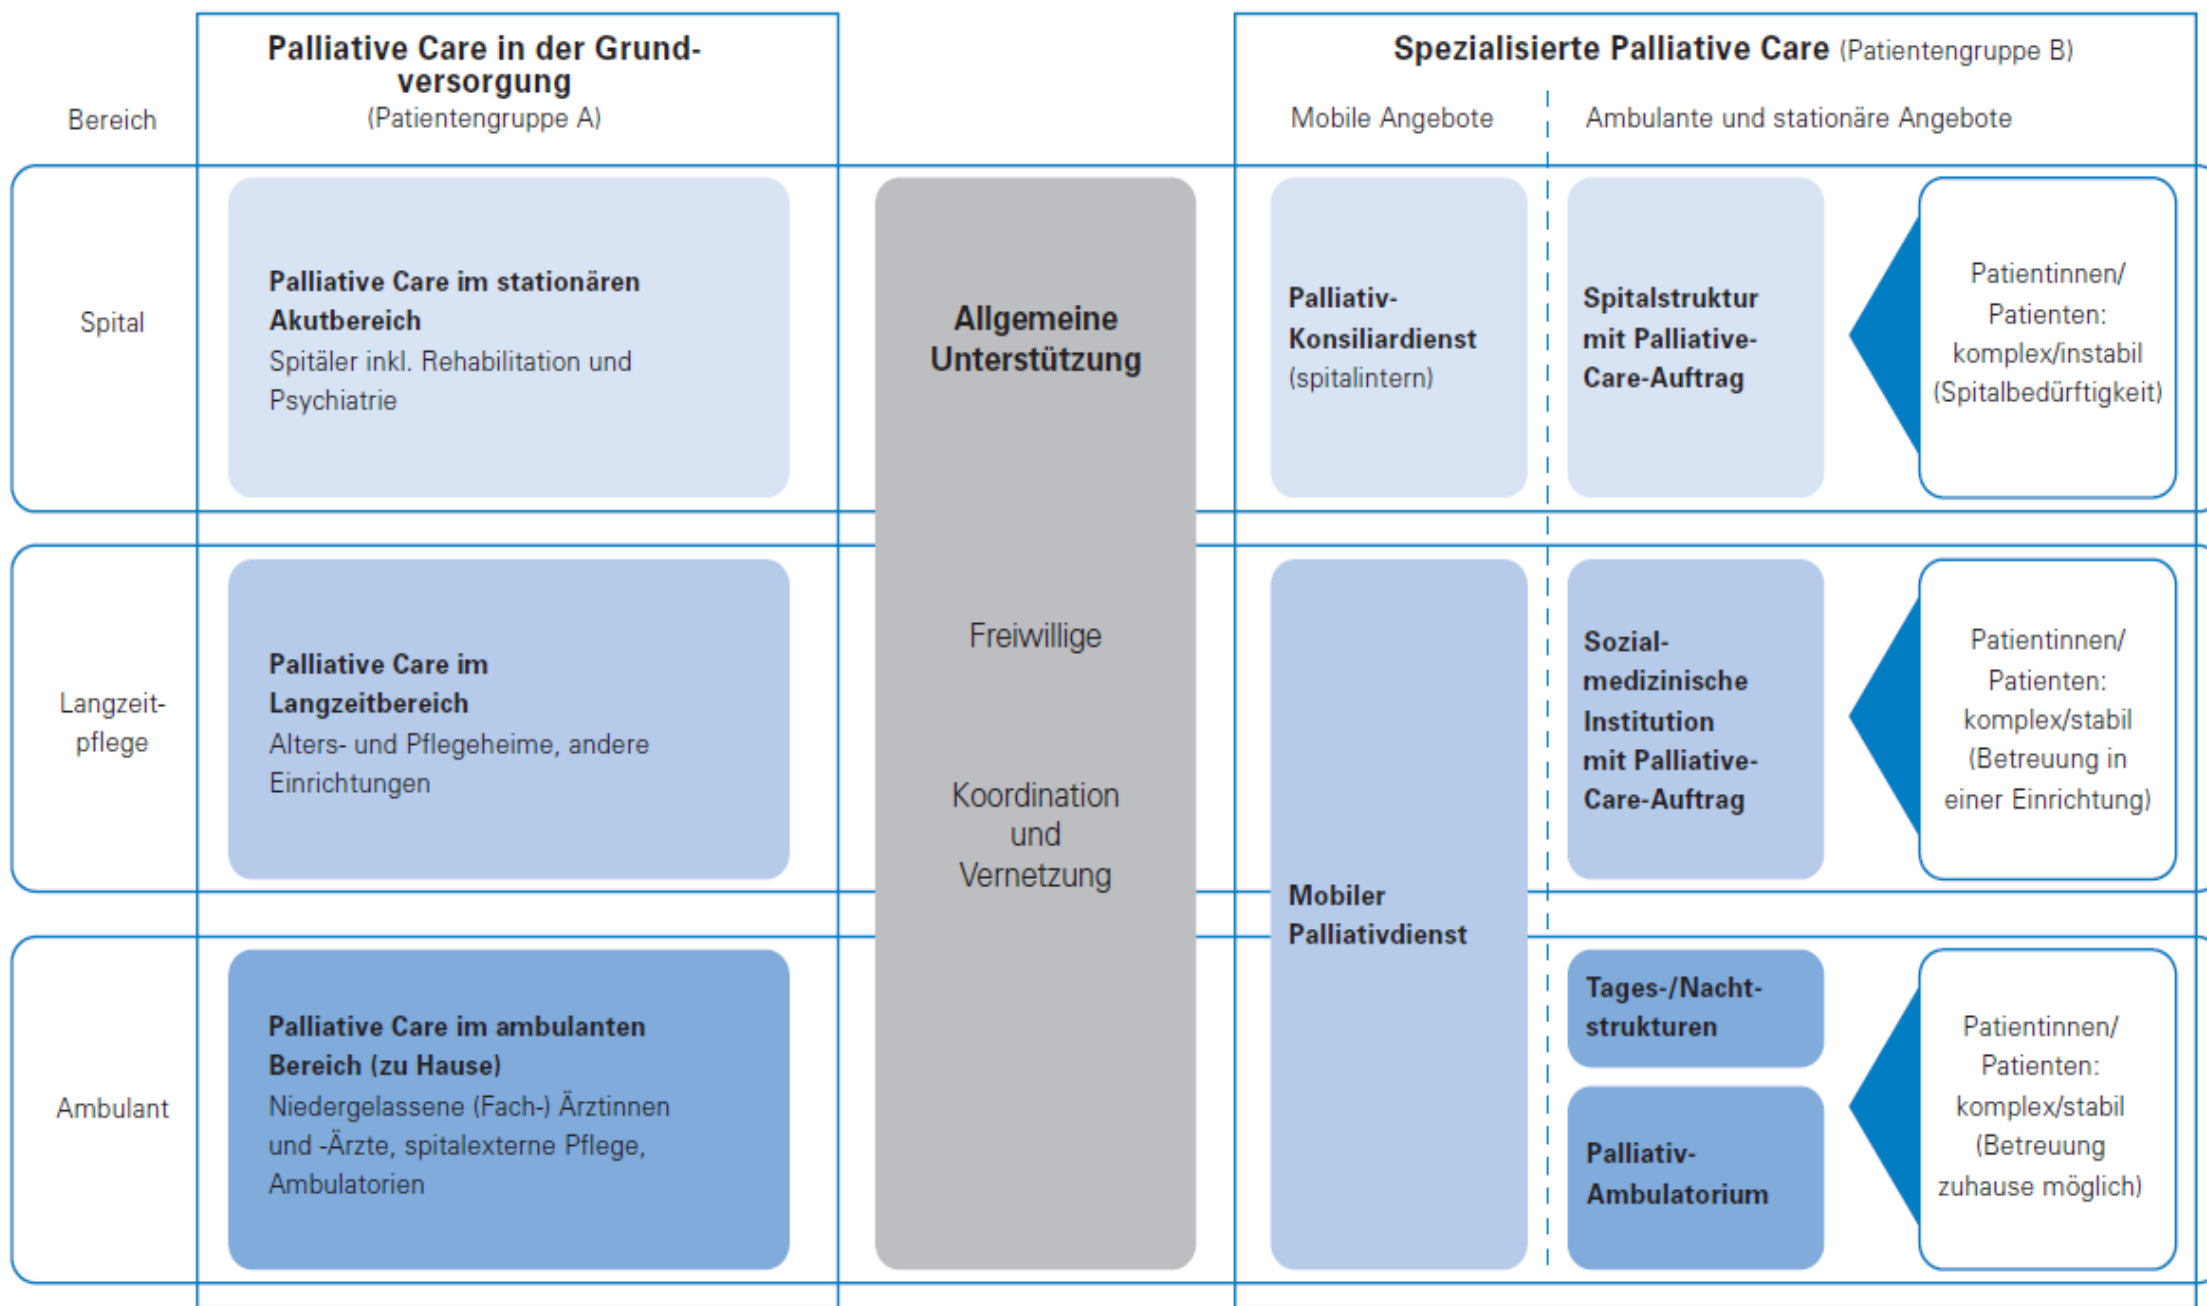 Palliative Care in der Grund-
versorgung
(Patientengruppe A)
Spezialisierte Palliative Care (Patientengruppe B)
Bereich
Mobile Angebote
Ambulante und stationäre Angebote
Spital
Palliative Care im stationären
Akutbereich
Spitäler inkl. Rehabilitation und
Psychiatrie
Allgemeine
Unterstützung
Freiwillige
Koordination
und
Vernetzung
Palliativ-
Konsiliardienst
(spitalintern)
Spitalstruktur
mit Palliative-
Care-Auftrag
Patientinnen/
Patienten:
komplex/instabil
(Spitalbedürftigkeit)
Langzeit-
pflege
Palliative Care im
Langzeitbereich
Alters- und Pflegeheime, andere
Einrichtungen
Mobiler
Palliativdienst
Sozial-
medizinische
Institution
mit Palliative-
Care-Auftrag
Patientinnen/
Patienten:
komplex/stabil
(Betreuung in
einer Einrichtung)
Ambulant
Palliative Care im ambulanten
Bereich (zu Hause)
Niedergelassene (Fach-) Ärztinnen
und -Ärzte, spitalexterne Pflege,
Ambulatorien
Tages-/Nacht-
strukturen
Palliativ-
Ambulatorium
Patientinnen/
Patienten:
komplex/stabil
(Betreuung
zuhause möglich)